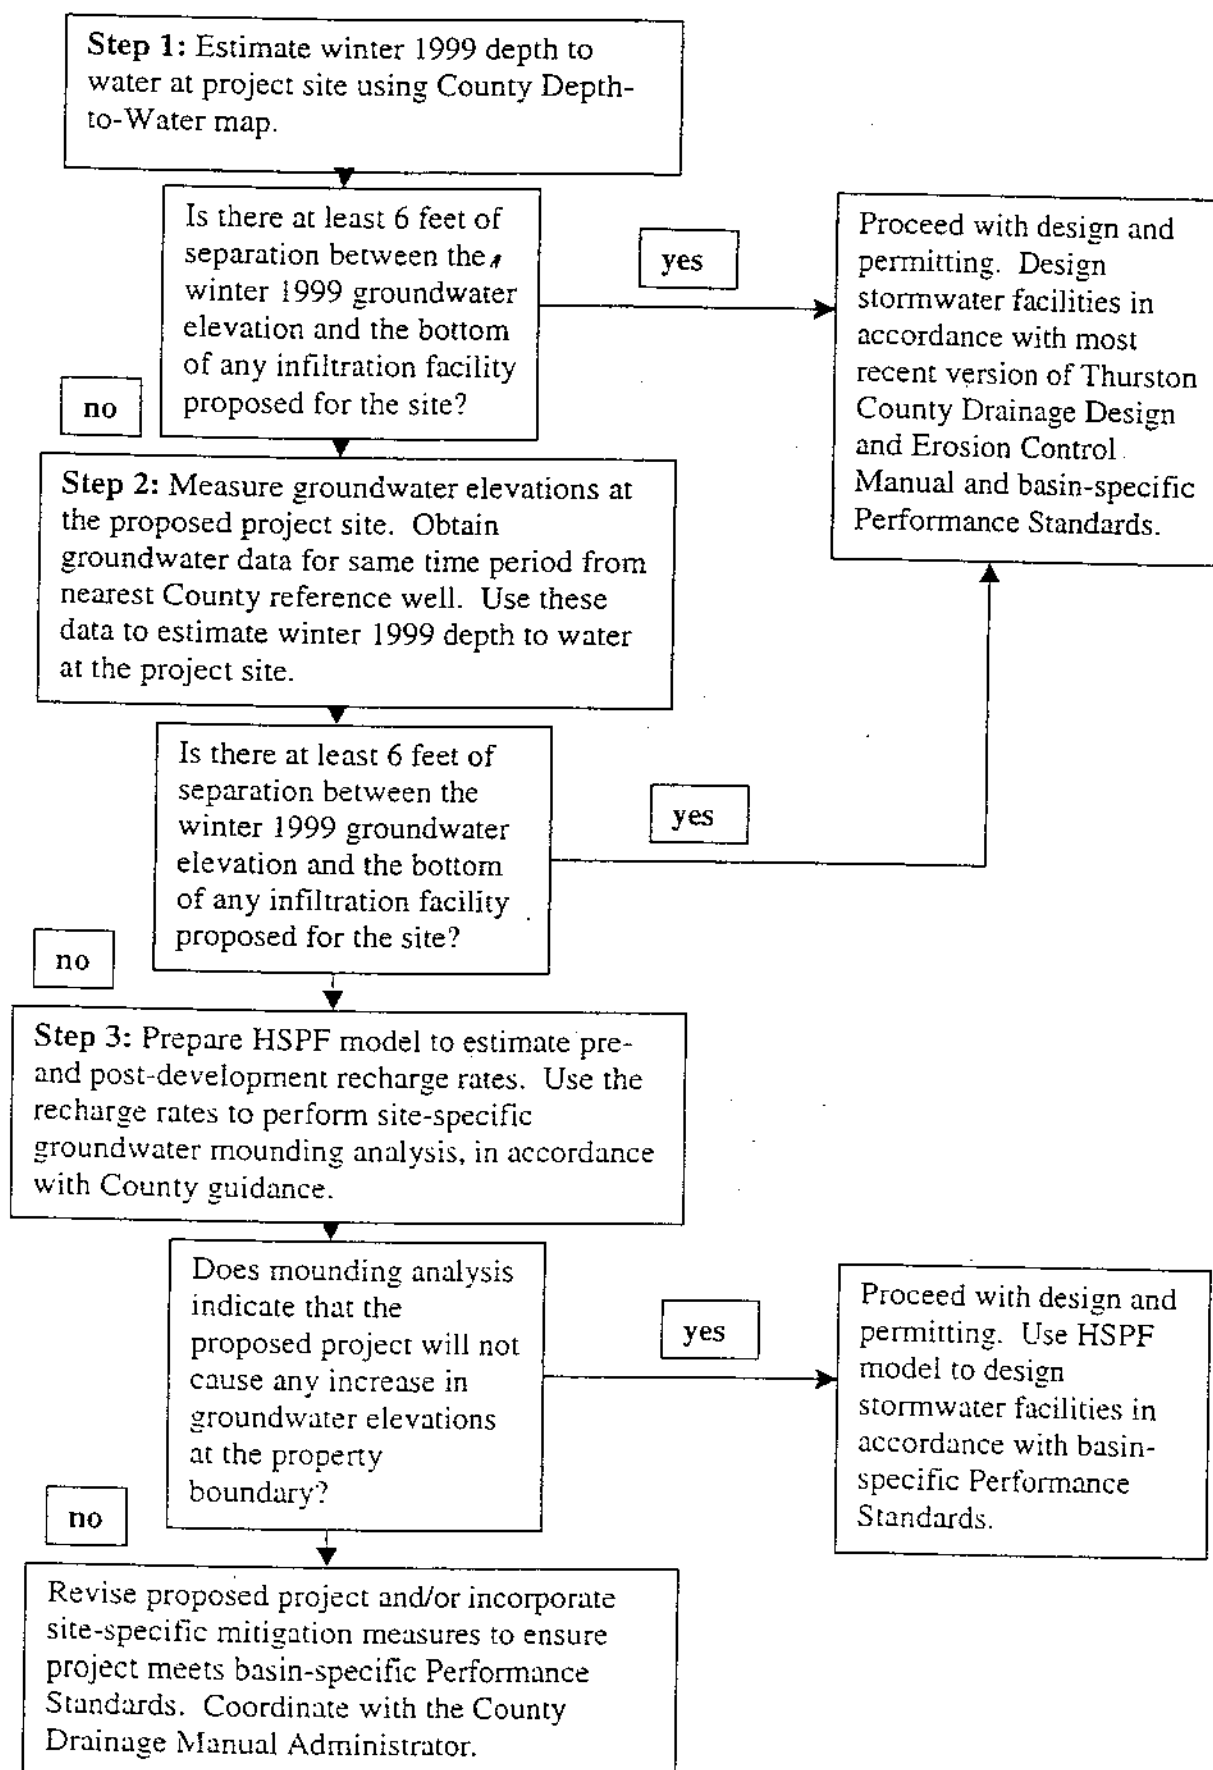 Step 1: Estimate winter 1999 depth to
water at project site using County Depth-
to-Water map.
Is there at least 6 feet of
separation between the
winter 1999 groundwater
elevation and the bottom
of any infiltration facility
proposed for the site?
yes
Proceed with design and
permitting. Design
stormwater facilities in
accordance with most
recent version of Thurston
County Drainage Design
and Erosion Control
Manual and basin-specific
Performance Standards.
no
Step 2: Measure groundwater elevations at
the proposed project site. Obtain
groundwater data for same time period from
nearest County reference well. Use these
data to estimate winter 1999 depth to water
at the project site.
Is there at least 6 feet of
separation between the
winter 1999 groundwater
elevation and the bottom
of any infiltration facility
proposed for the site?
yes
no
Step 3: Prepare HSPF model to estimate pre-
and post-development recharge rates. Use the
recharge rates to perform site-specific
groundwater mounding analysis, in accordance
with County guidance.
Does mounding analysis
indicate that the
proposed project will not
cause any increase in
groundwater elevations
at the property
boundary?
yes
Proceed with design and
permitting. Use HSPF
model to design
stormwater facilities in
accordance with basin-
specific Performance
Standards.
no
Revise proposed project and/or incorporate
site-specific mitigation measures to ensure
project meets basin-specific Performance
Standards. Coordinate with the County
Drainage Manual Administrator.